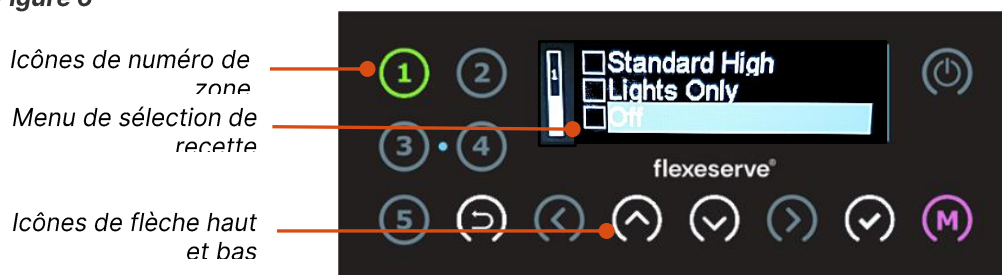 Figure 6
Icônes de numéro de
zone
Menu de sélection de
recette
Icônes de flèche haut
et bas
1
2
3
4
5
1
Standard High
Lights Only
Off
flexeserve®
M